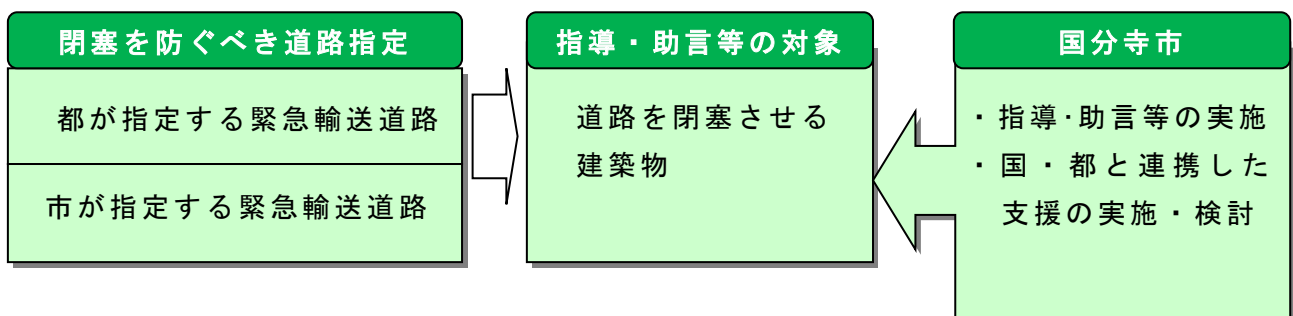 閉塞を防ぐべき道路指定
都が指定する緊急輸送道路
市が指定する緊急輸送道路
指導・助言等の対象
道路を閉塞させる
建築物
国分寺市
・指導・助言等の実施
・国・都と連携した
支援の実施・検討